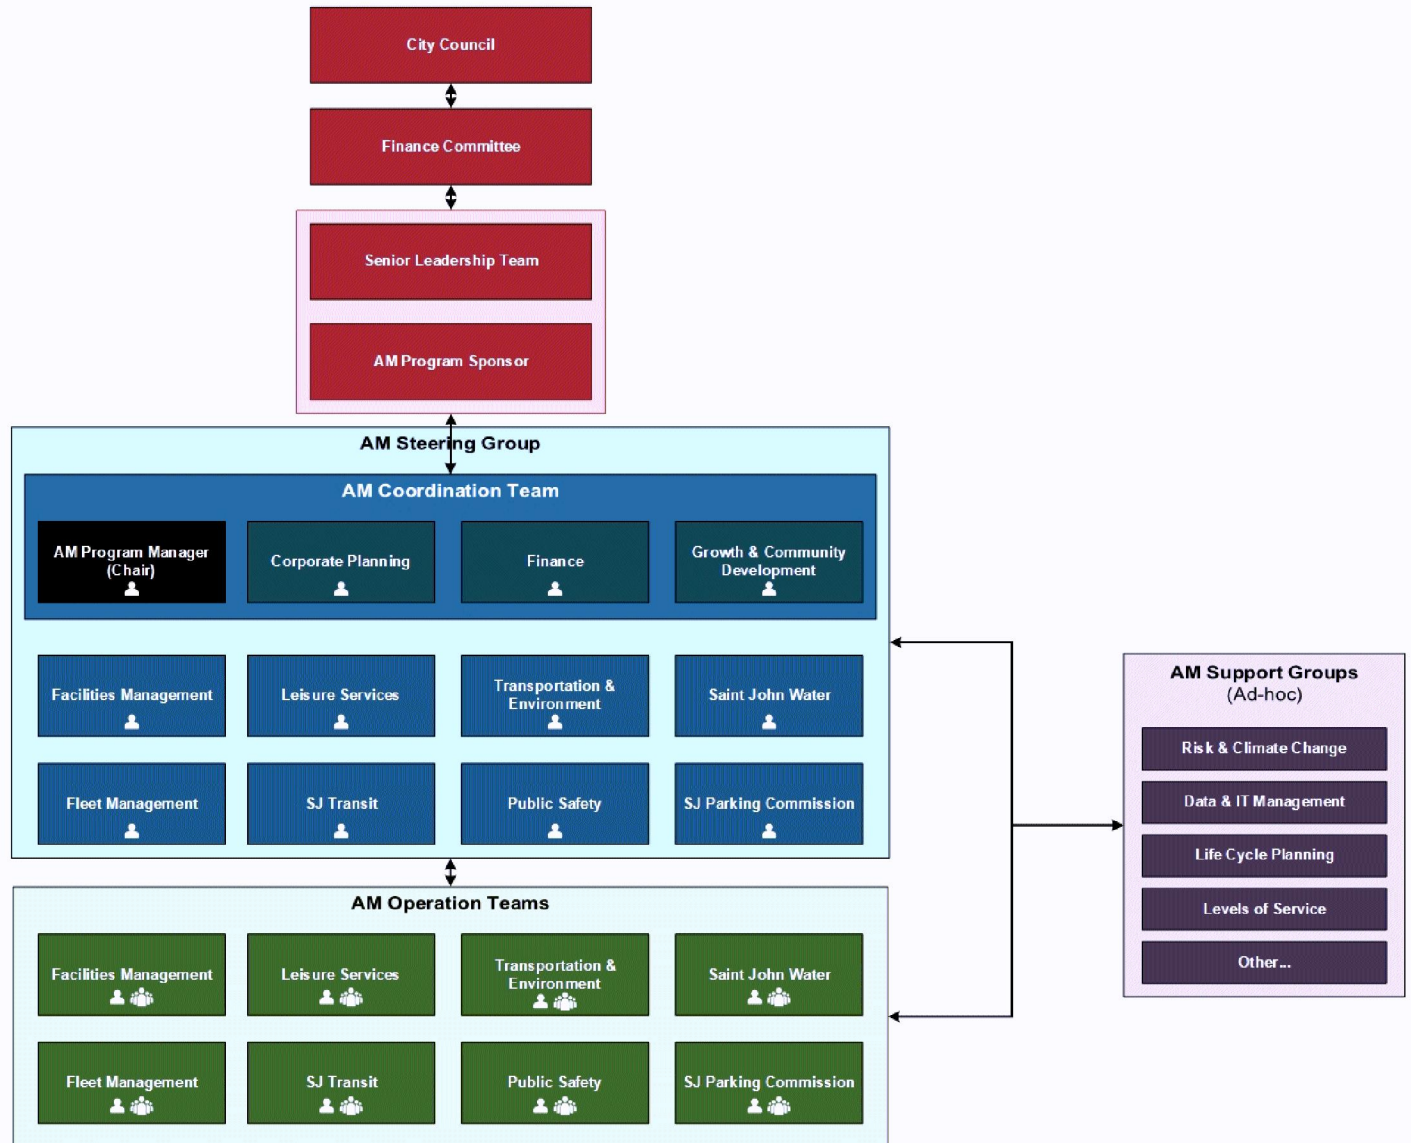 City Council
Finance Committee
Senior Leadership Team
AM Program Sponsor
AM Steering Group
AM Coordination Team
AM Program Manager
(Chair)
Corporate Planning
Finance
Growth & Community
Development
Facilities Management
Leisure Services
Transportation &
Environment
Saint John Water
Fleet Management
SJ Transit
Public Safety
SJ Parking Commission
AM Operation Teams
Facilities Management
Leisure Services
Transportation &
Environment
Saint John Water
Fleet Management
SJ Transit
Public Safety
SJ Parking Commission
AM Support Groups
(Ad-hoc)
Risk & Climate Change
Data & IT Management
Life Cycle Planning
Levels of Service
Other...